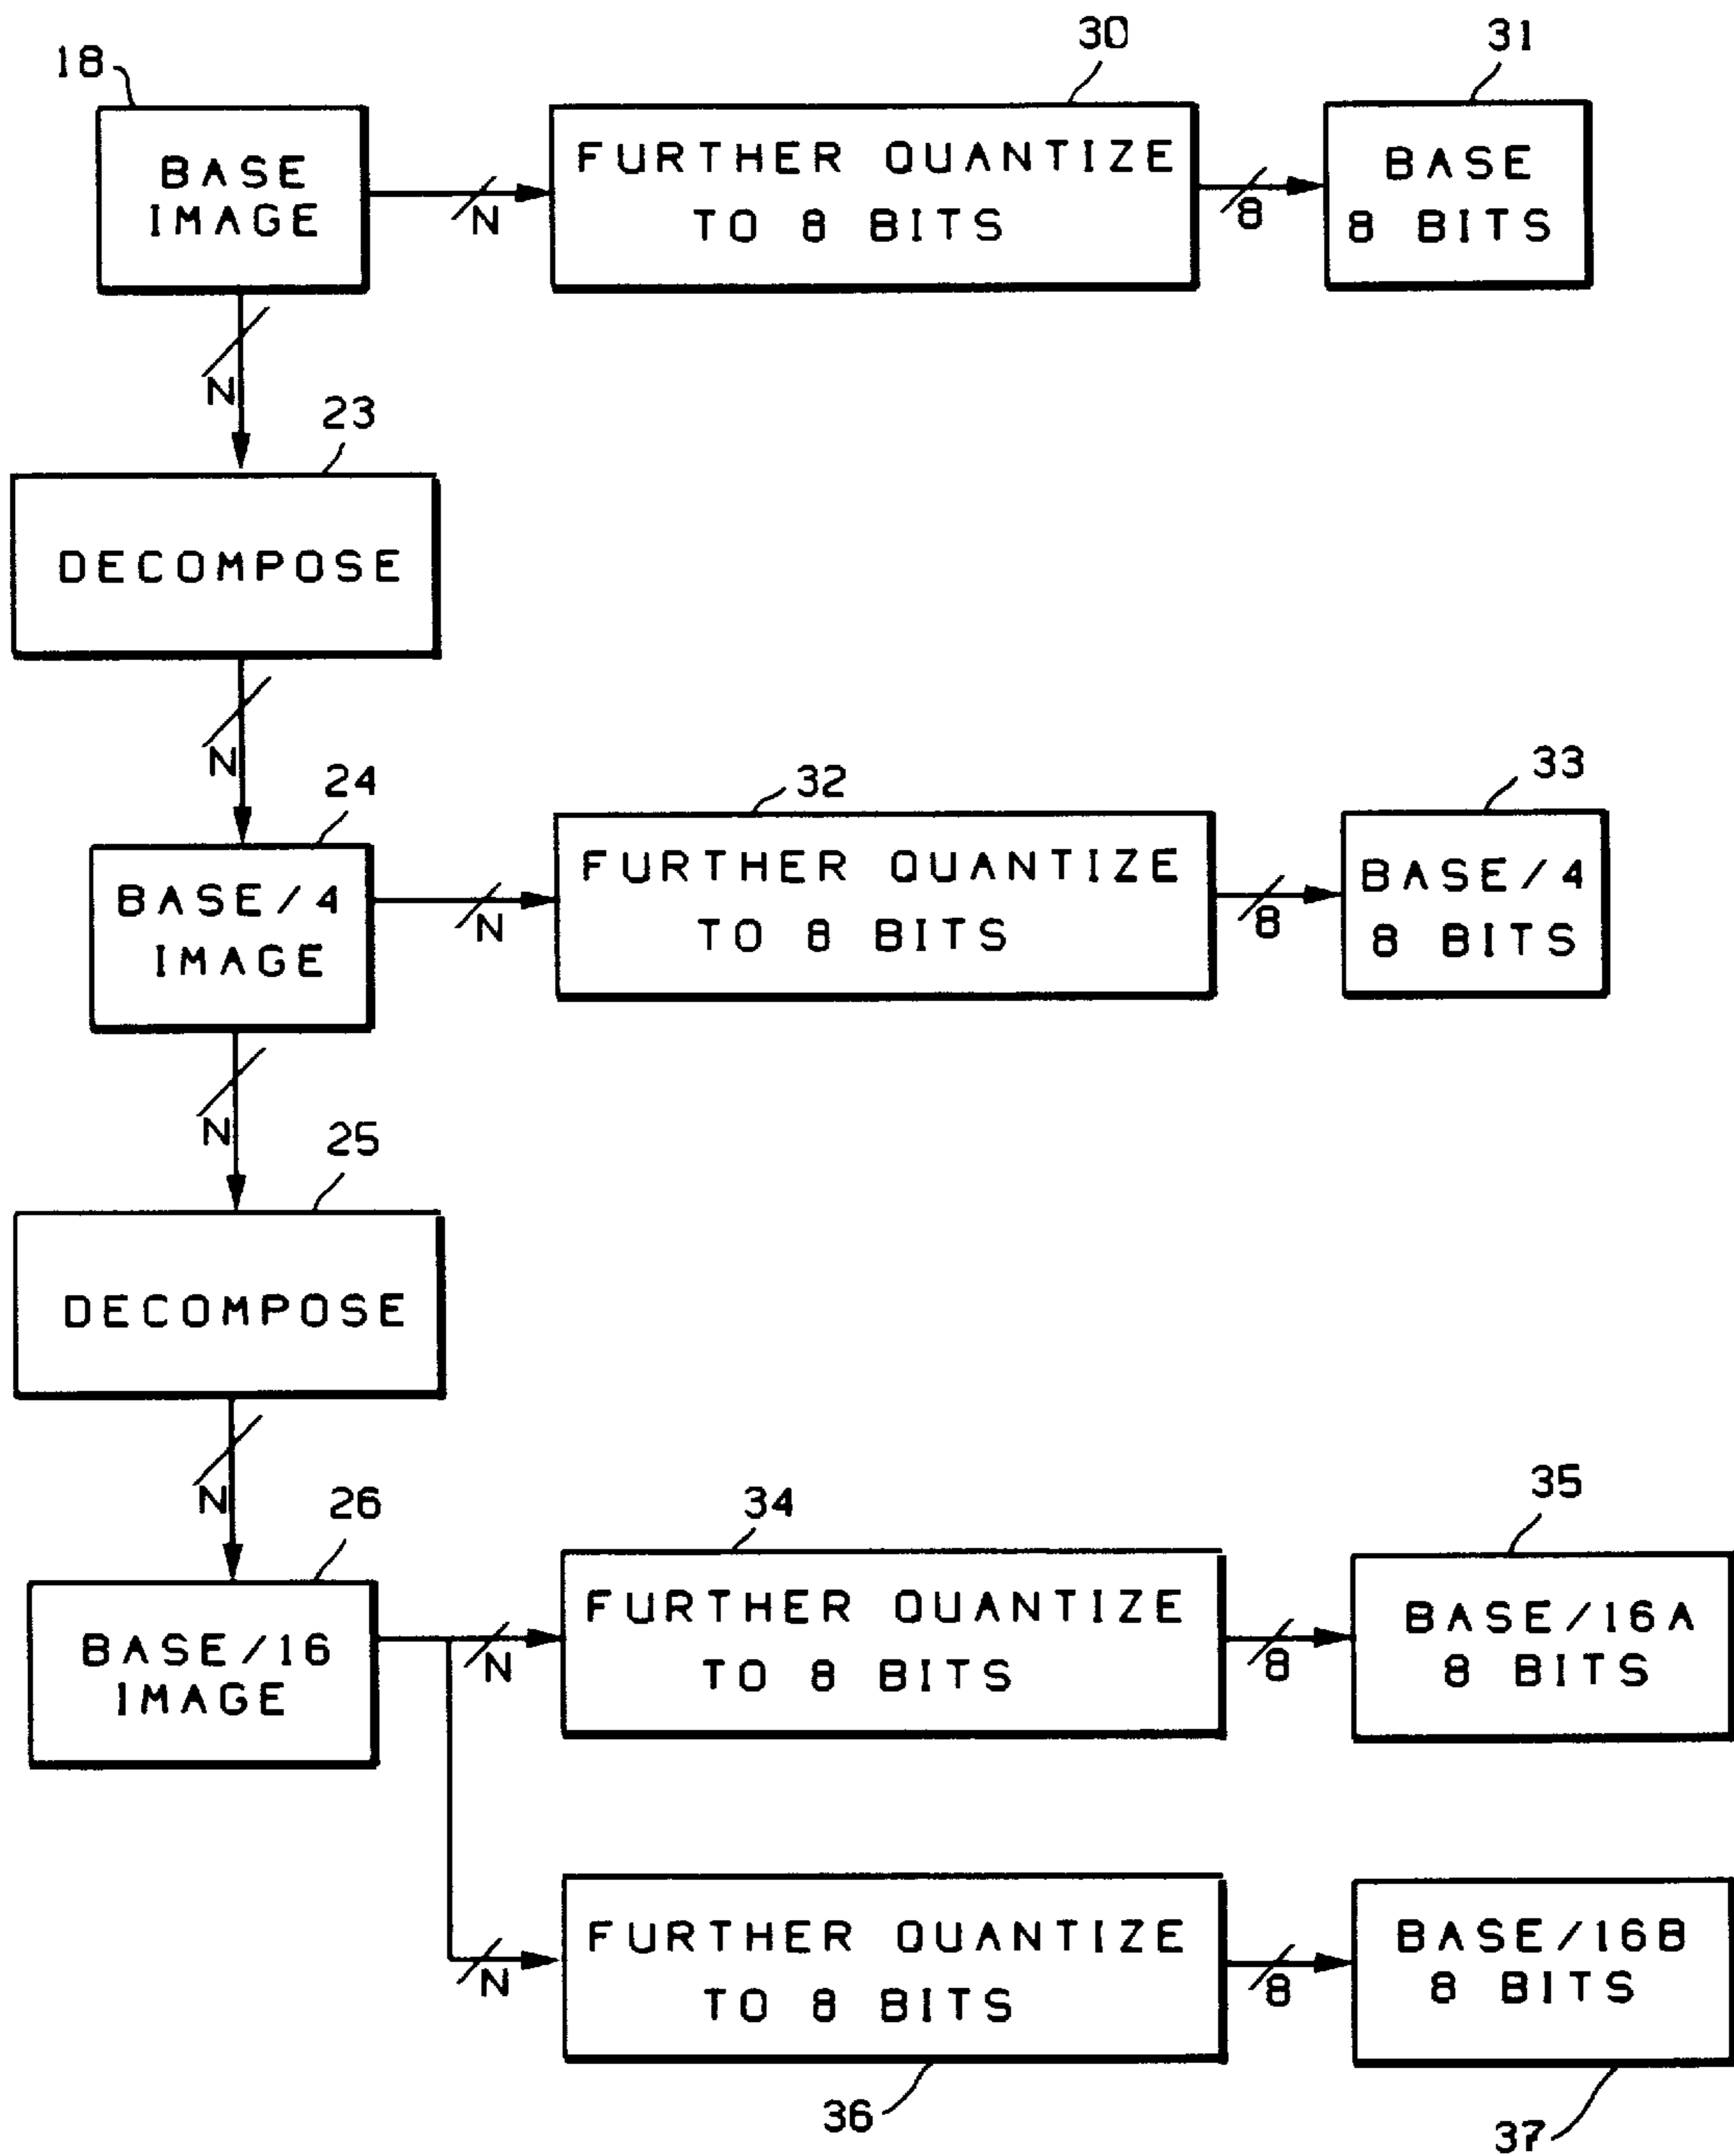 18
30
31
BASE
IMAGE
N
FURTHER QUANTIZE
TO 8 BITS
8
BASE
8 BITS
N
23
DECOMPOSE
N
24
32
33
BASE/4
IMAGE
N
FURTHER QUANTIZE
TO 8 BITS
8
BASE/4
8 BITS
N
25
DECOMPOSE
N
26
34
35
BASE/16
IMAGE
N
FURTHER QUANTIZE
TO 8 BITS
8
BASE/16A
8 BITS
N
FURTHER QUANTIZE
TO 8 BITS
8
BASE/16B
8 BITS
36
37